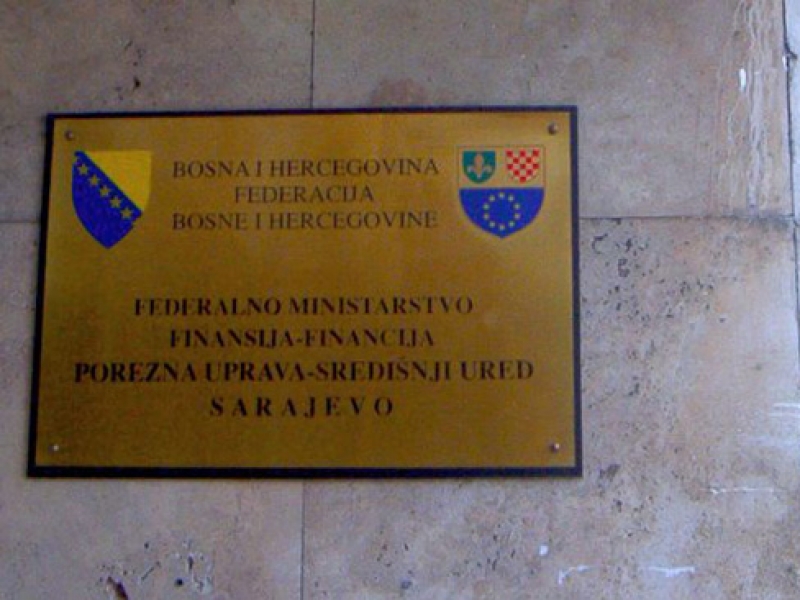 BOSNA I HERCEGOVINA
FEDERACIJA
BOSNE I HERCEGOVINE
FEDERALNO MINISTARSTVO
FINANSIJA-FINANCIJA
POREZNA UPRAVA-SREDIŠNJI URED
SARAJEVO